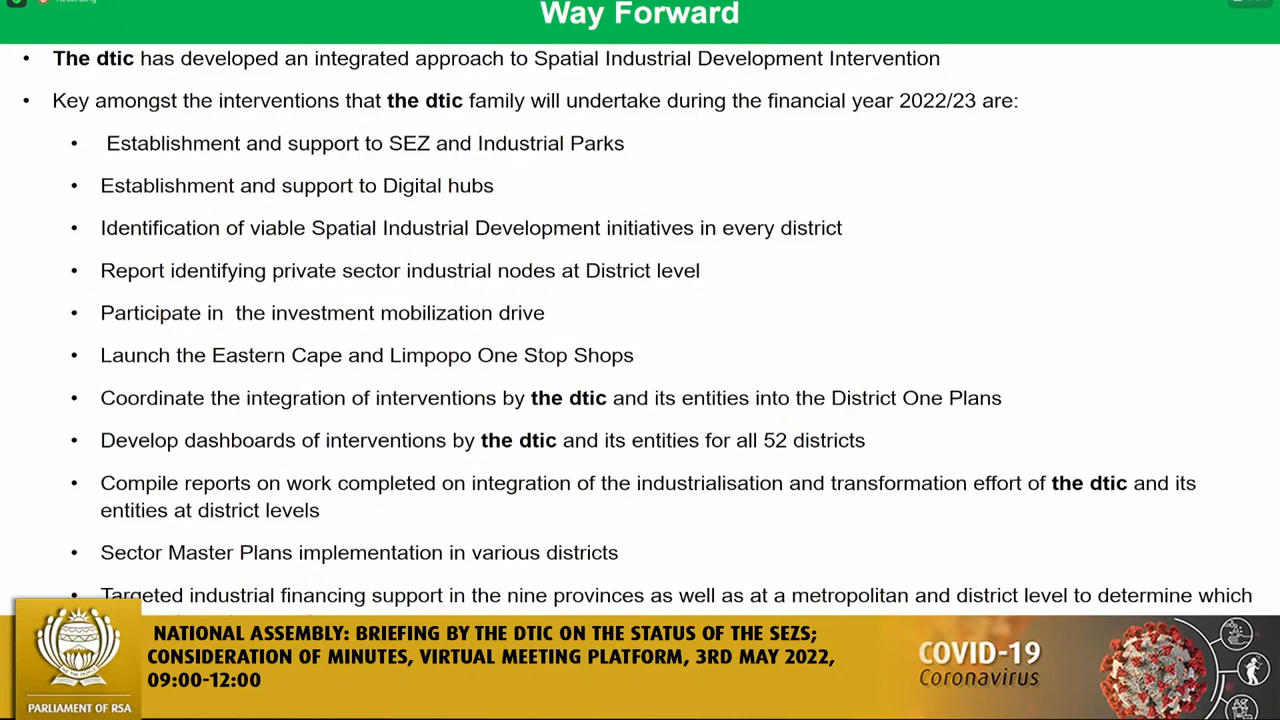 Recording
Way Forward
• The dtic has developed an integrated approach to Spatial Industrial Development Intervention
• Key amongst the interventions that the dtic family will undertake during the financial year 2022/23 are:
• Establishment and support to SEZ and Industrial Parks
• Establishment and support to Digital hubs
• Identification of viable Spatial Industrial Development initiatives in every district
• Report identifying private sector industrial nodes at District level
• Participate in the investment mobilization drive
• Launch the Eastern Cape and Limpopo One Stop Shops
• Coordinate the integration of interventions by the dtic and its entities into the District One Plans
• Develop dashboards of interventions by the dtic and its entities for all 52 districts
• Compile reports on work completed on integration of the industrialisation and transformation effort of the dtic and its
entities at district levels
• Sector Master Plans implementation in various districts
• Targeted industrial financing support in the nine provinces as well as at a metropolitan and district level to determine which
NATIONAL ASSEMBLY: BRIEFING BY THE DTIC ON THE STATUS OF THE SEZS;
CONSIDERATION OF MINUTES, VIRTUAL MEETING PLATFORM, 3RD MAY 2022,
09:00-12:00
PARLIAMENT OF RSA
COVID-19
Coronavirus